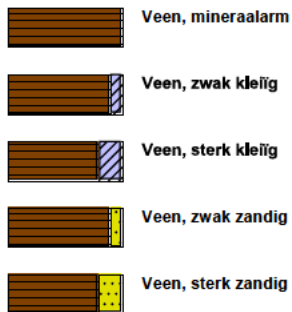 Veen, mineraalarm
Veen, zwak kleiïg
Veen, sterk kleiïg
Veen, zwak zandig
Veen, sterk zandig